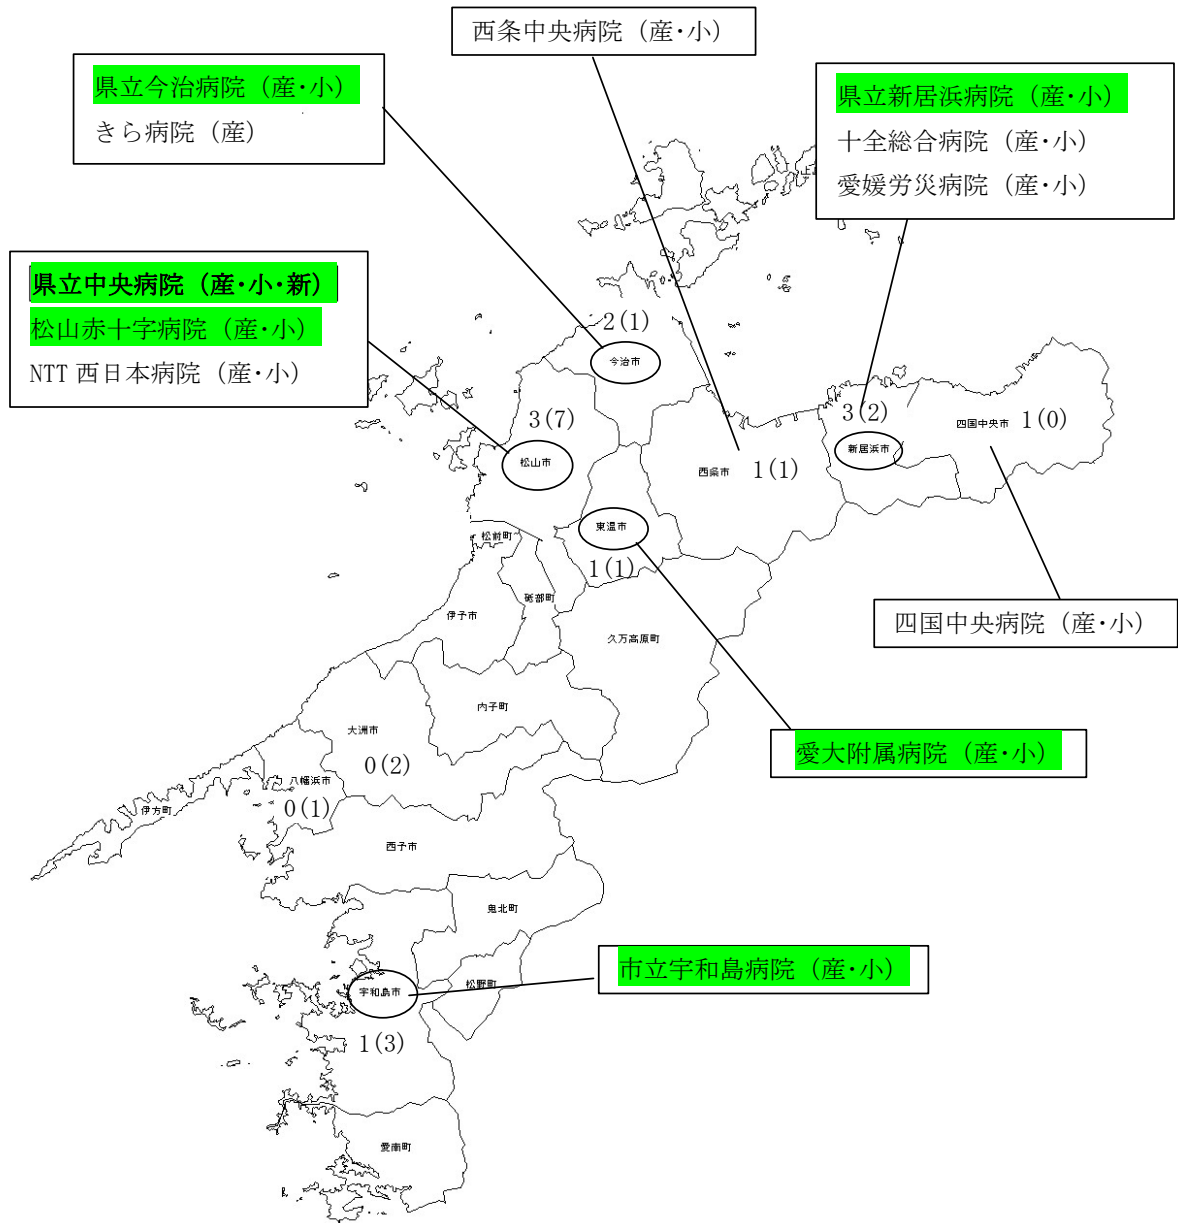 西条中央病院（産・小）
県立今治病院（産・小）
きら病院（産）
県立新居浜病院（産・小）
十全総合病院（産・小）
愛媛労災病院（産・小）
県立中央病院（産・小・新）
松山赤十字病院（産・小）
NTT 西日本病院（産・小）
2(1)
今治市
3(7)
松山市
3(2)
新居浜市
四国中央市
1(0)
西条市
1(1)
東温市
1(1)
松前町
砥部町
伊予市
久万高原町
四国中央病院（産・小）
内子町
大洲市
0(2)
愛大附属病院（産・小）
八幡浜市
0(1)
伊方町
西予市
鬼北町
市立宇和島病院（産・小）
松野町
宇和島市
1(3)
愛南町